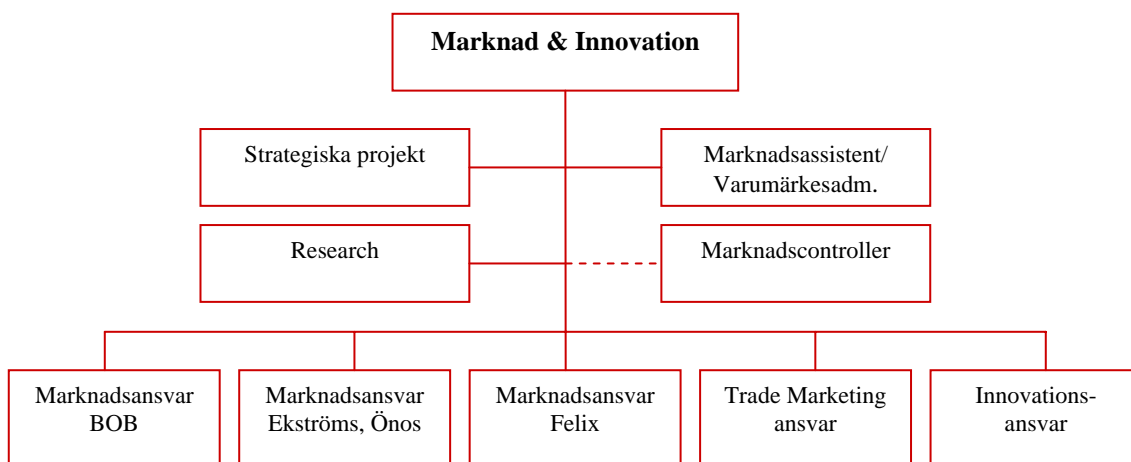 Marknad & Innovation
Strategiska projekt
Marknadsassistent/
Varumärkesadm.
Research
Marknadscontroller
Marknadsansvar
BOB
Marknadsansvar
Ekströms, Önos
Marknadsansvar
Felix
Trade Marketing
ansvar
Innovations-
ansvar